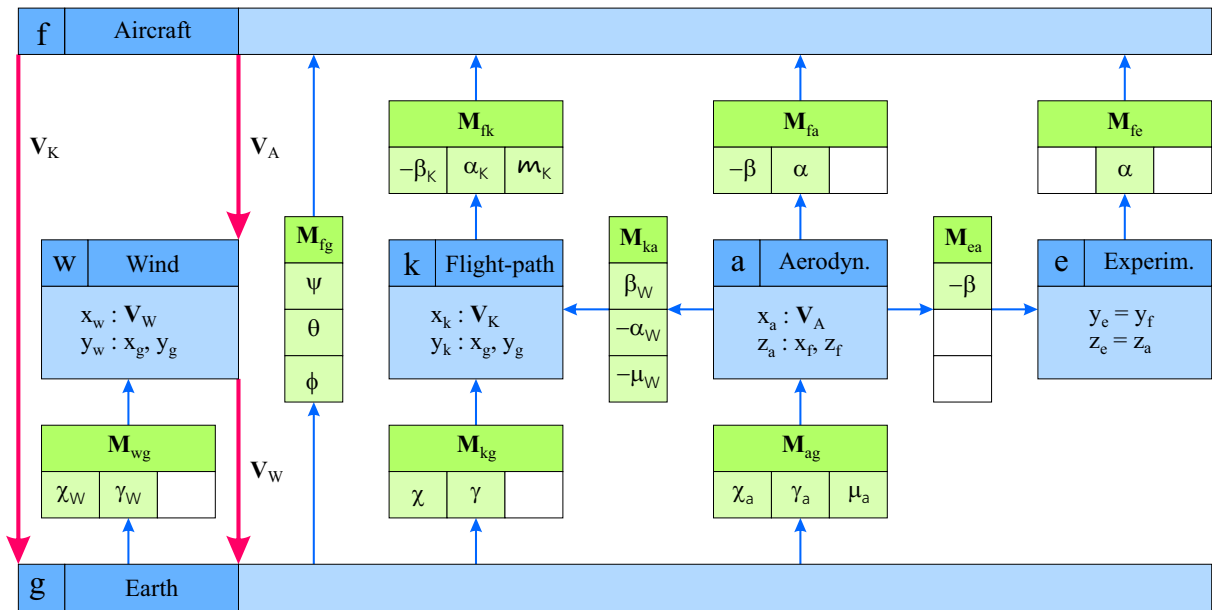 f Aircraft
V_K
V_A
M_fk
−β_K α_K m_K
M_fa
−β α
M_fe
α
M_fg
ψ
θ
ϕ
w Wind
x_w : V_W
y_w : x_g, y_g
k Flight-path
x_k : V_K
y_k : x_g, y_g
M_ka
β_W
−α_W
−μ_W
a Aerodyn.
x_a : V_A
z_a : x_f, z_f
M_ea
−β
e Experim.
y_e = y_f
z_e = z_a
M_wg
χ_W γ_W
V_W
M_kg
χ γ
M_ag
χ_a γ_a μ_a
g Earth